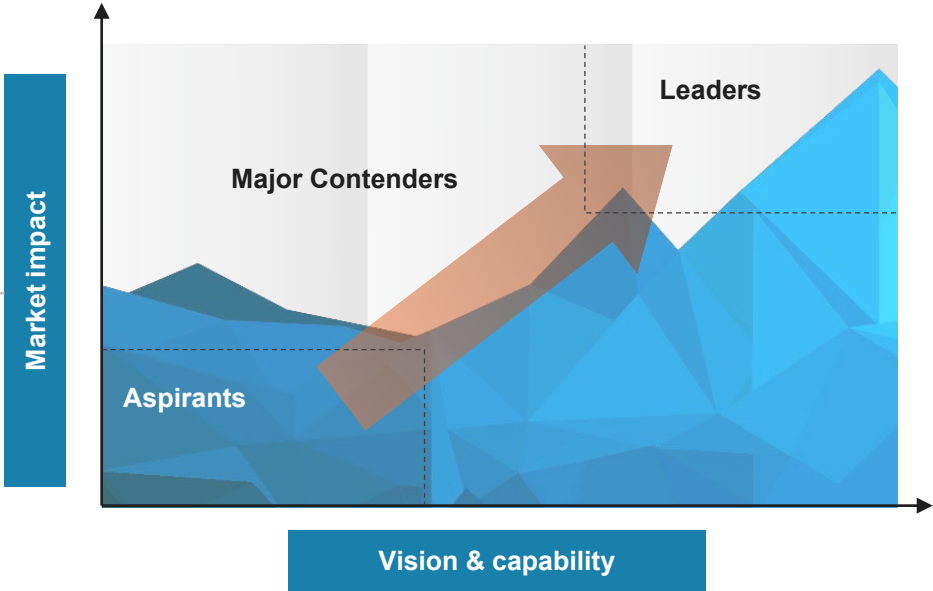 Leaders
Major Contenders
Market impact
Aspirants
Vision & capability